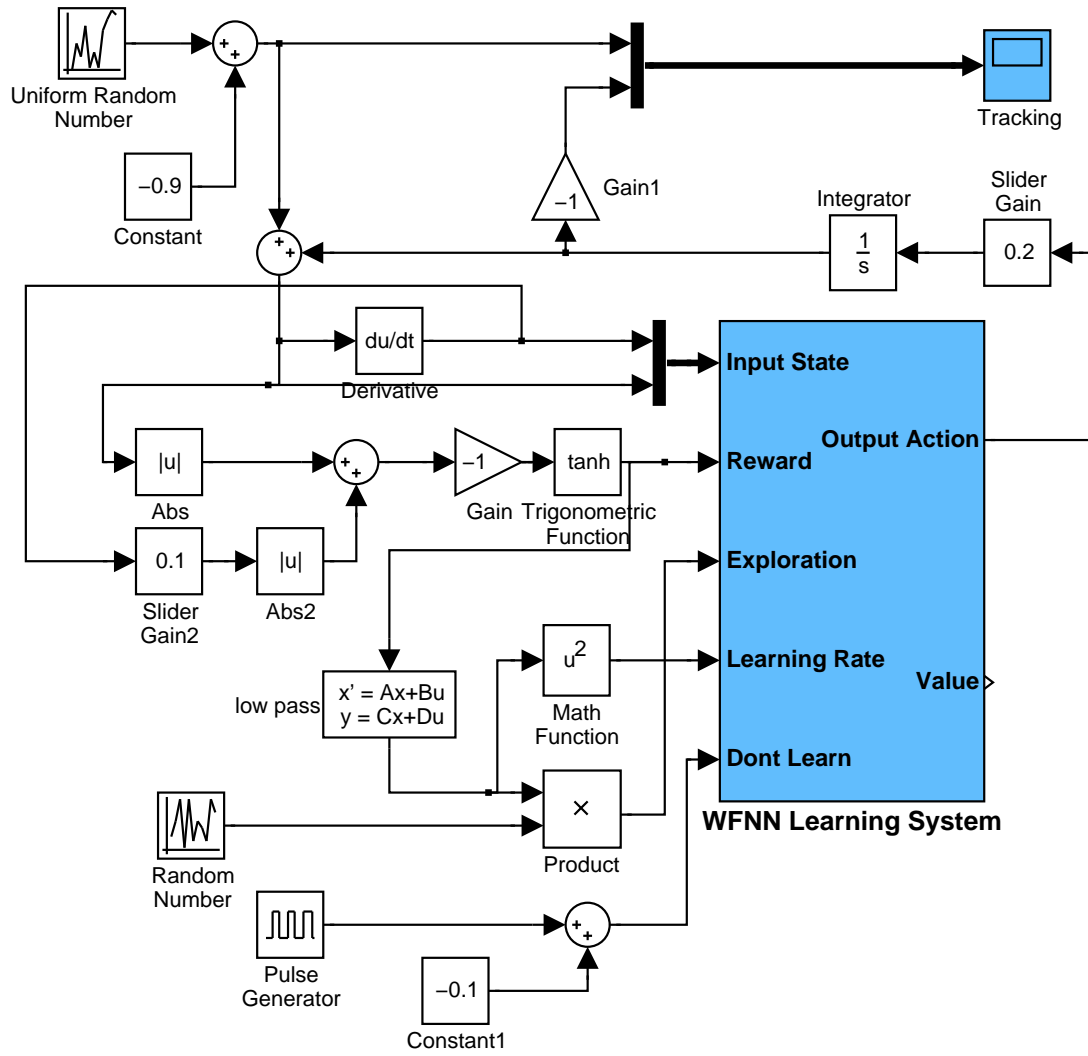 +
+
Uniform Random
Number
Tracking
−0.9
Constant
−1
Gain1
Integrator
1
s
Slider
Gain
0.2
+
+
du/dt
Derivative
Input State
Output Action
Reward
Exploration
Learning Rate
Value
Dont Learn
WFNN Learning System
|u|
Abs
+
+
−1
Gain
tanh
Trigonometric
Function
0.1
Slider
Gain2
|u|
Abs2
low pass
x' = Ax+Bu
y = Cx+Du
u²
Math
Function
×
Product
Random
Number
Pulse
Generator
+
+
−0.1
Constant1